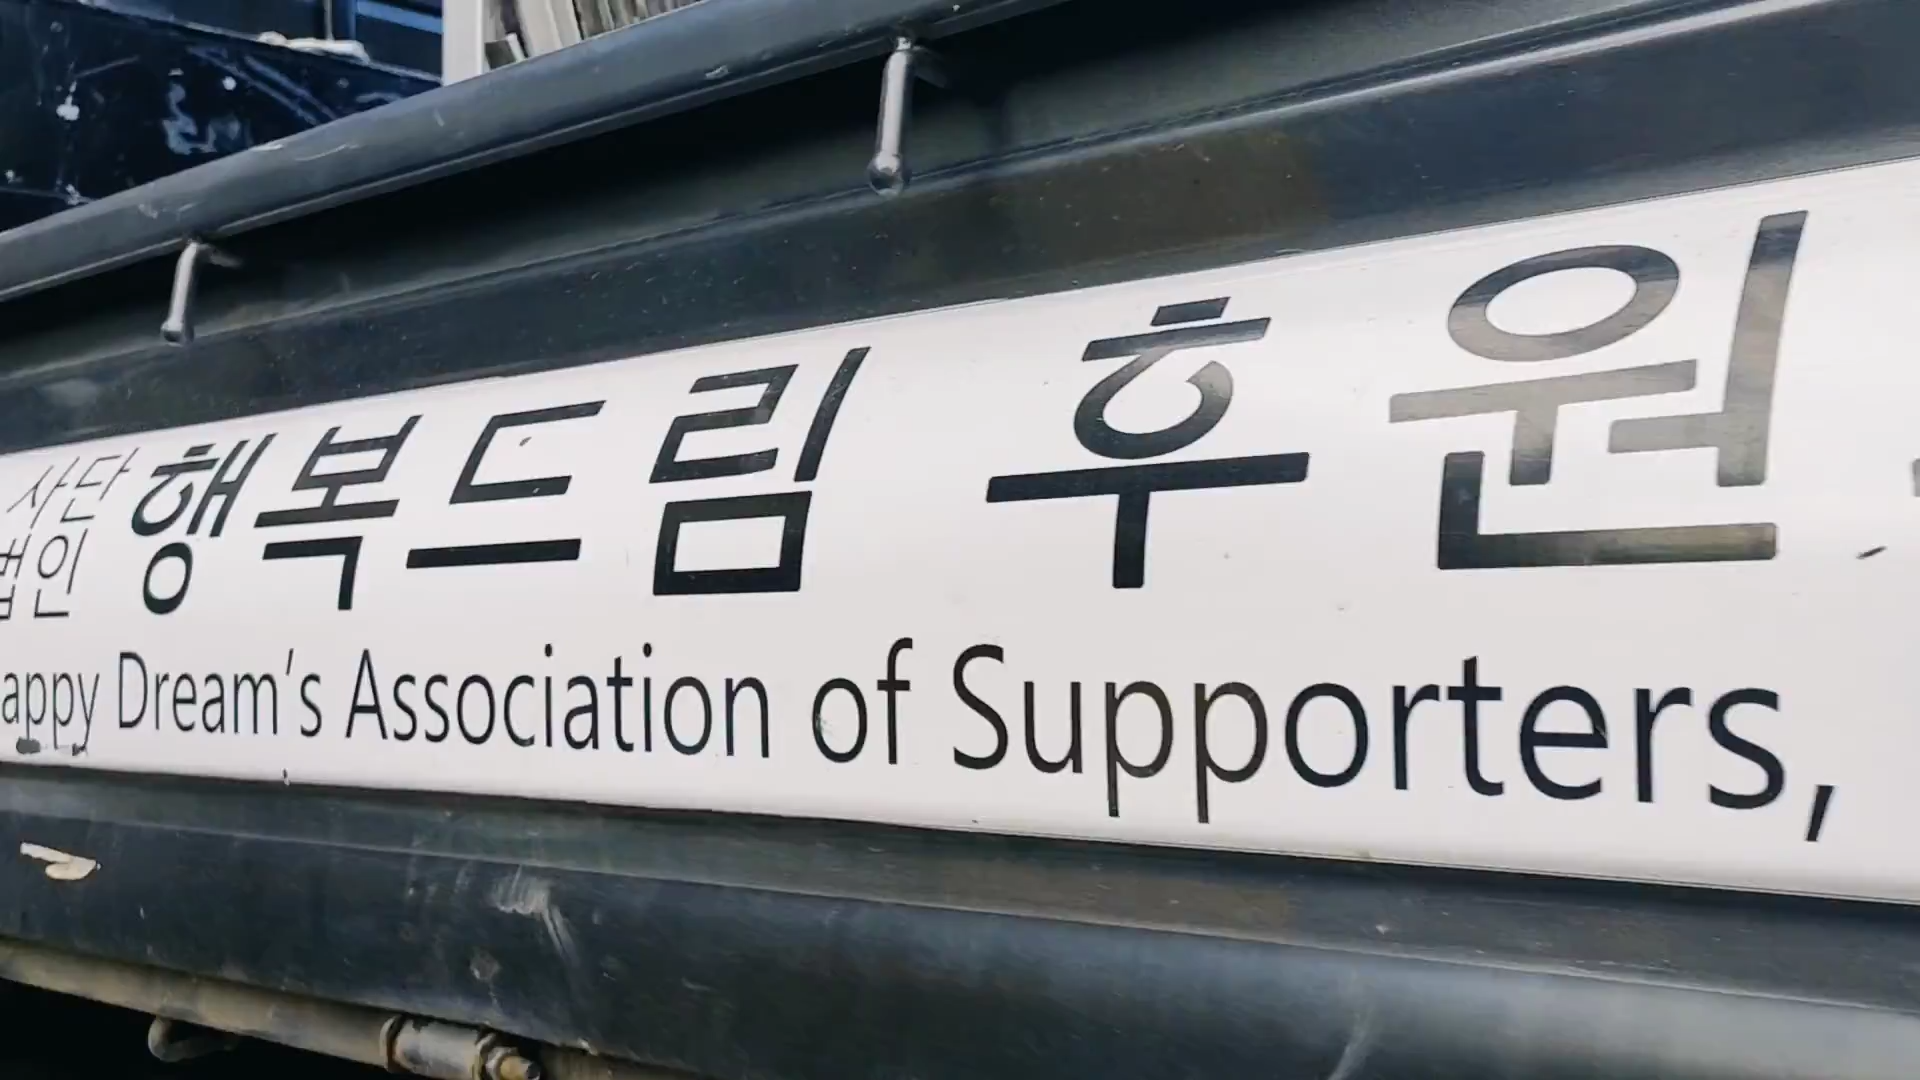 사단
법인
행복드림 후원
appy Dream's Association of Supporters,